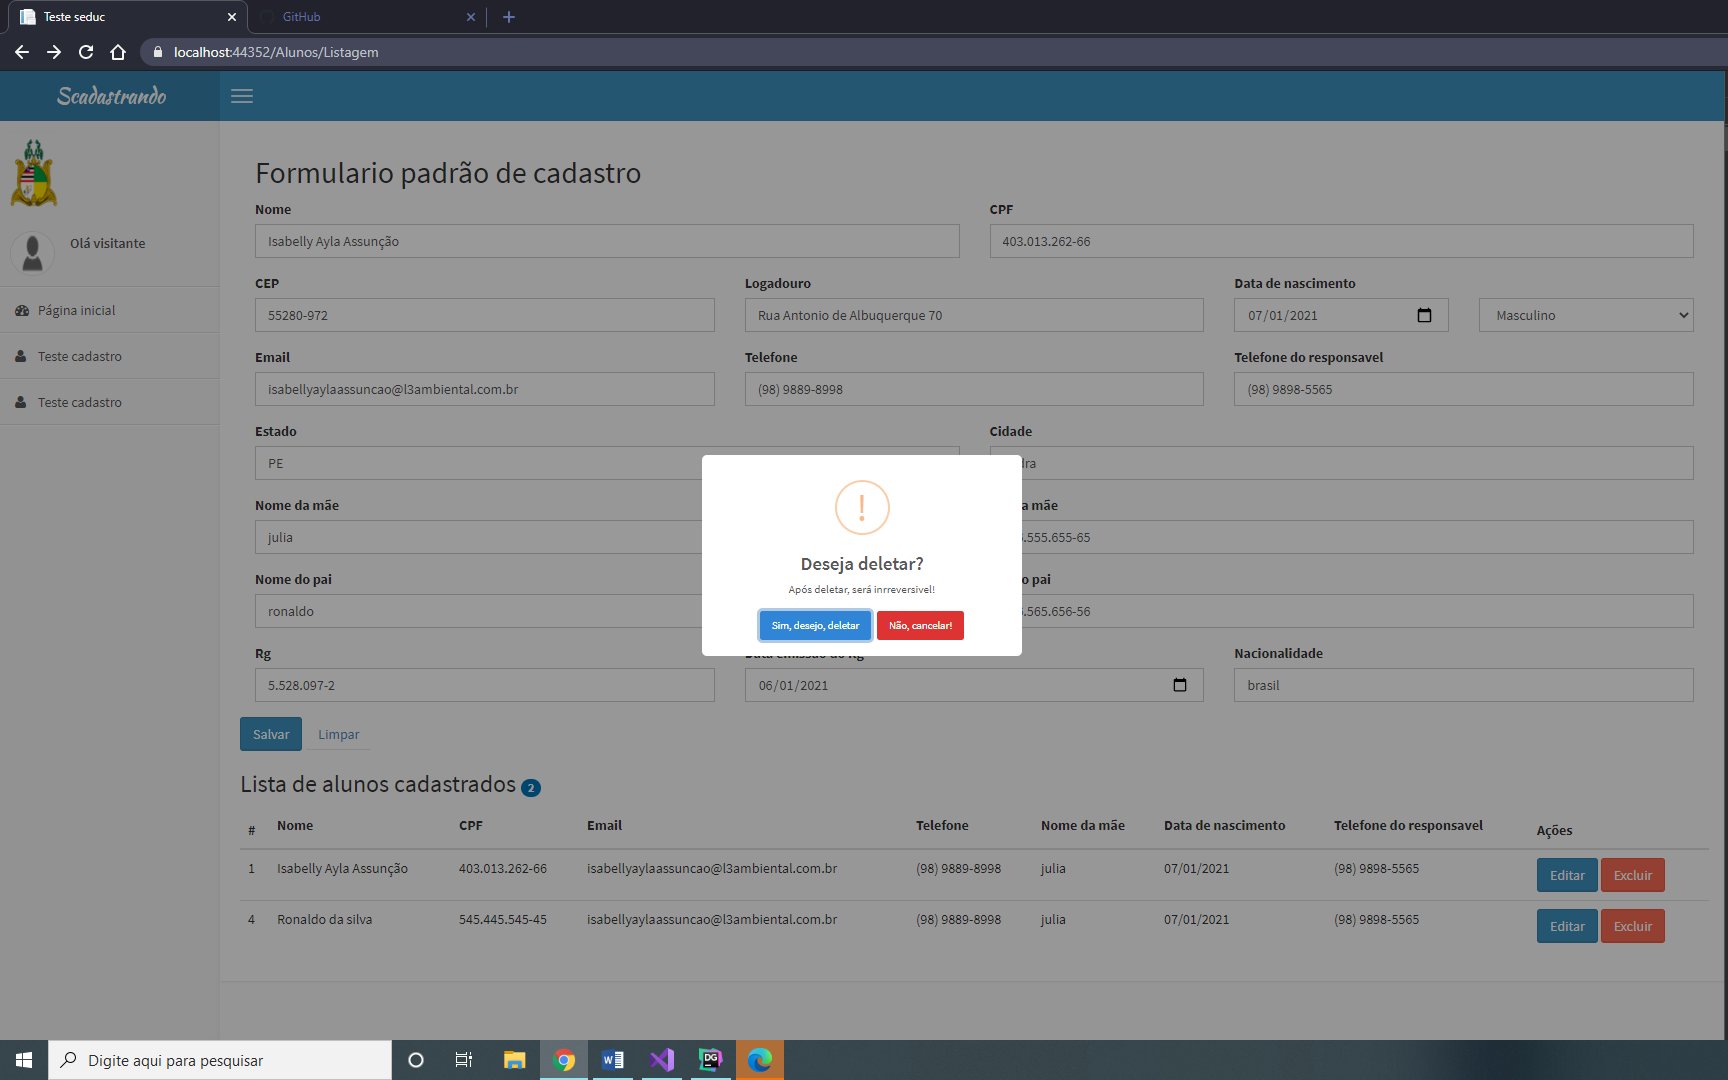 Teste seduc
GitHub
localhost:44352/Alunos/Listagem
Scadastrando
Olá visitante
Página inicial
Teste cadastro
Teste cadastro
Formulario padrão de cadastro
Nome CPF
Isabelly Ayla Assunção 403.013.262-66
CEP Logadouro Data de nascimento
55280-972 Rua Antonio de Albuquerque 70 07/01/2021 Masculino
Email Telefone Telefone do responsavel
isabellyaylaassuncao@l3ambiental.com.br (98) 9889-8998 (98) 9898-5565
Estado Cidade
PE dra
Nome da mãe a mãe
julia .555.655-65
Nome do pai o pai
ronaldo .565.656-56
Rg Data emissão do Rg Nacionalidade
5.528.097-2 06/01/2021 brasil
!
Deseja deletar?
Após deletar, será inrreversivel!
Sim, desejo, deletar Não, cancelar!
Salvar Limpar
Lista de alunos cadastrados 2
# Nome CPF Email Telefone Nome da mãe Data de nascimento Telefone do responsavel Ações
1 Isabelly Ayla Assunção 403.013.262-66 isabellyaylaassuncao@l3ambiental.com.br (98) 9889-8998 julia 07/01/2021 (98) 9898-5565 Editar Excluir
4 Ronaldo da silva 545.445.545-45 isabellyaylaassuncao@l3ambiental.com.br (98) 9889-8998 julia 07/01/2021 (98) 9898-5565 Editar Excluir
Digite aqui para pesquisar
W
DG